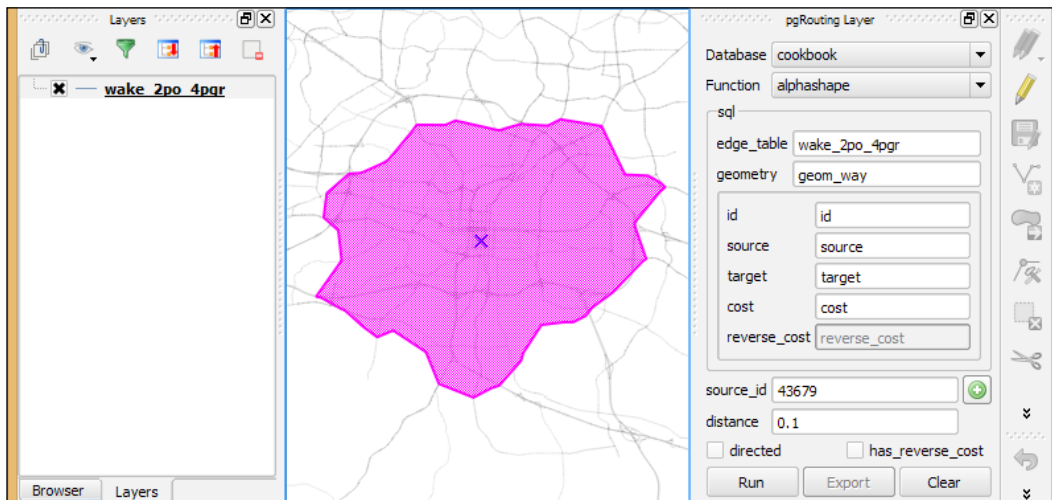 Layers
wake_2po_4pgr
Browser
Layers
pgRouting Layer
Database cookbook
Function alphashape
sql
edge_table wake_2po_4pgr
geometry geom_way
id id
source source
target target
cost cost
reverse_cost reverse_cost
source_id 43679
distance 0.1
directed has_reverse_cost
Run Export Clear